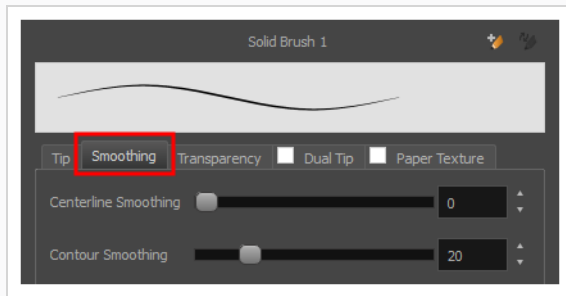 Solid Brush 1
Tip Smoothing Transparency Dual Tip Paper Texture
Centerline Smoothing 0
Contour Smoothing 20